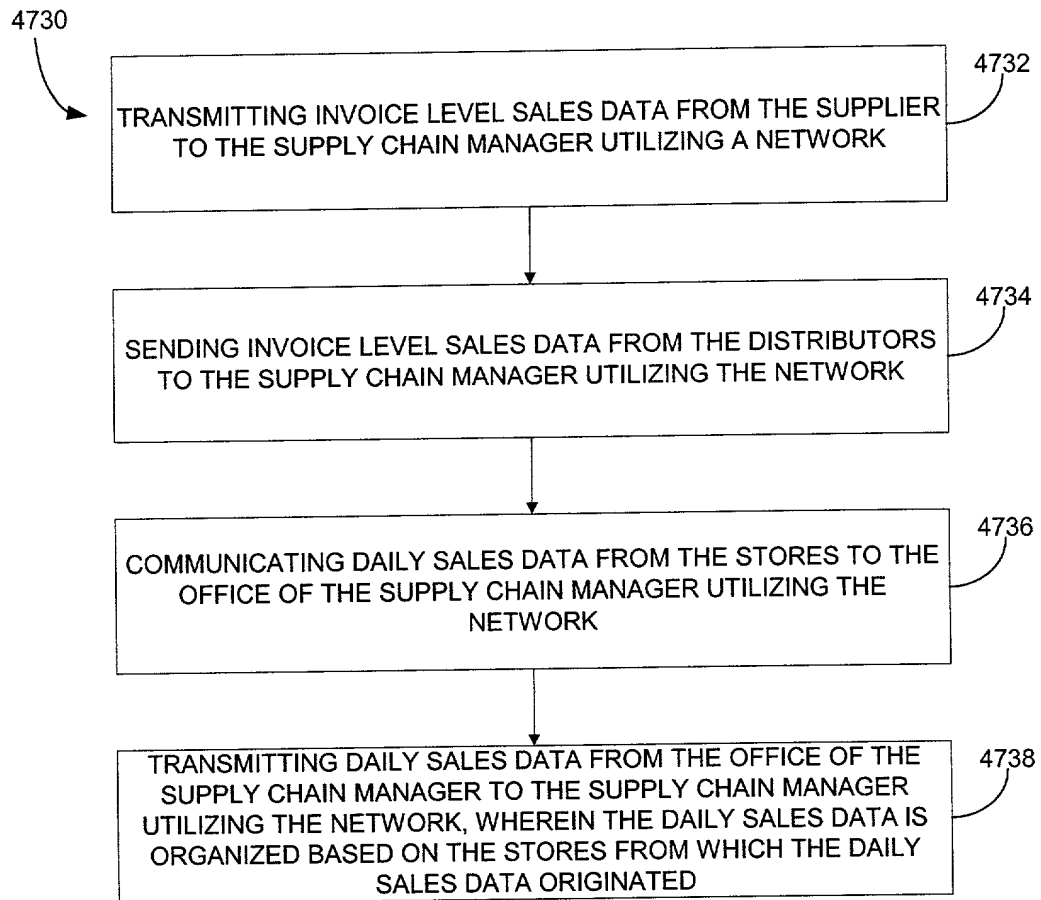 4730
4732
TRANSMITTING INVOICE LEVEL SALES DATA FROM THE SUPPLIER
TO THE SUPPLY CHAIN MANAGER UTILIZING A NETWORK
4734
SENDING INVOICE LEVEL SALES DATA FROM THE DISTRIBUTORS
TO THE SUPPLY CHAIN MANAGER UTILIZING THE NETWORK
4736
COMMUNICATING DAILY SALES DATA FROM THE STORES TO THE
OFFICE OF THE SUPPLY CHAIN MANAGER UTILIZING THE
NETWORK
4738
TRANSMITTING DAILY SALES DATA FROM THE OFFICE OF THE
SUPPLY CHAIN MANAGER TO THE SUPPLY CHAIN MANAGER
UTILIZING THE NETWORK, WHEREIN THE DAILY SALES DATA IS
ORGANIZED BASED ON THE STORES FROM WHICH THE DAILY
SALES DATA ORIGINATED